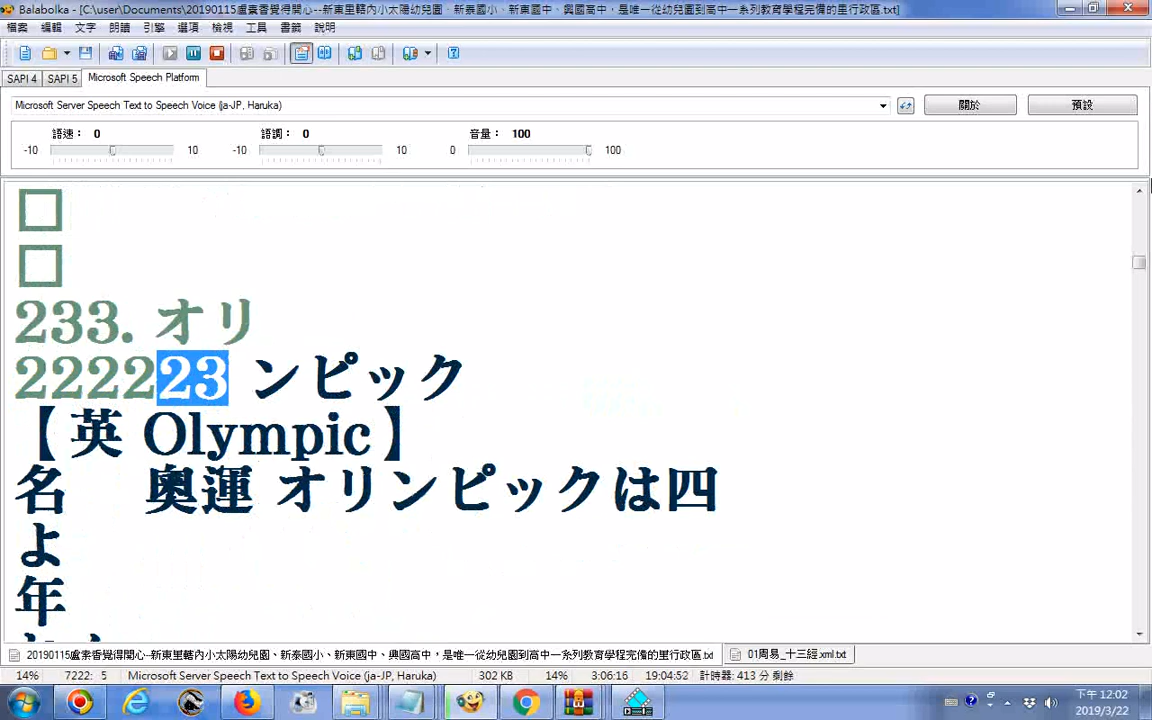 Balabolka - [C:\user\Documents\20190115盧素香覺得開心--新東里轄內小太陽幼兒園、新泰國小、新東國中、興國高中，是唯一從幼兒園到高中一系列教育學程完備的里行政區.txt]
檔案 編輯 文字 朗讀 引擎 選項 檢視 工具 書籤 說明
SAPI 4 SAPI 5 Microsoft Speech Platform
Microsoft Server Speech Text to Speech Voice (ja-JP, Haruka) 關於 預設
語速： 0 語調： 0 音量： 100
-10 10 -10 10 0 100
□
□
233. オリ
222223 ンピック
【英 Olympic】
名 奧運 オリンピックは四
よ
年
20190115盧素香覺得開心--新東里轄內小太陽幼兒園、新泰國小、新東國中、興國高中，是唯一從幼兒園到高中一系列教育學程完備的里行政區.txt 01周易_十三經.xml.txt
14% 7222: 5 Microsoft Server Speech Text to Speech Voice (ja-JP, Haruka) 302 KB 14% 3:06:16 19:04:52 計時器: 413 分 剩餘
下午 12:02
2019/3/22